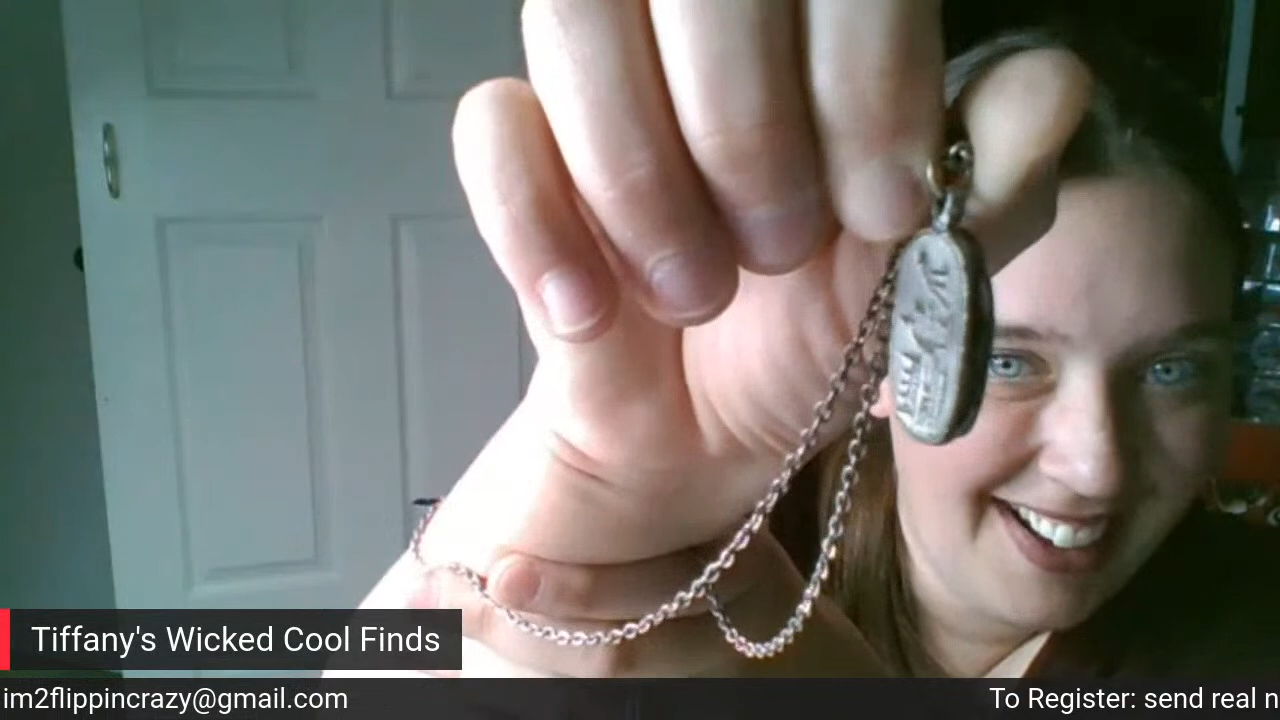 Tiffany's Wicked Cool Finds
im2flippincrazy@gmail.com
To Register: send real n